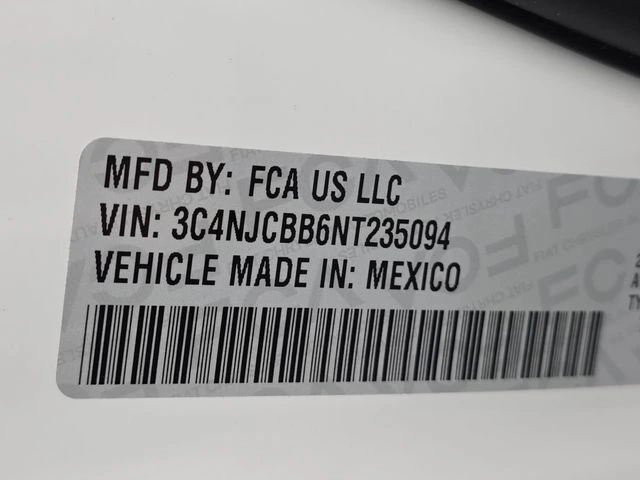 MFD BY: FCA US LLC
VIN: 3C4NJCBB6NT235094
VEHICLE MADE IN: MEXICO